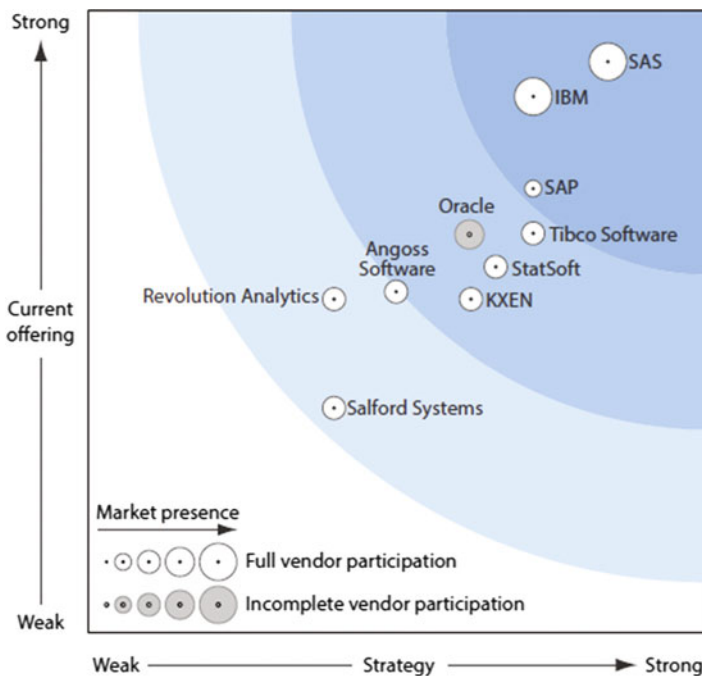 Strong
SAS
IBM
SAP
Oracle
Tibco Software
Angoss
Software
StatSoft
Revolution Analytics
KXEN
Current
offering
Salford Systems
Market presence
Full vendor participation
Incomplete vendor participation
Weak
Weak
Strategy
Strong